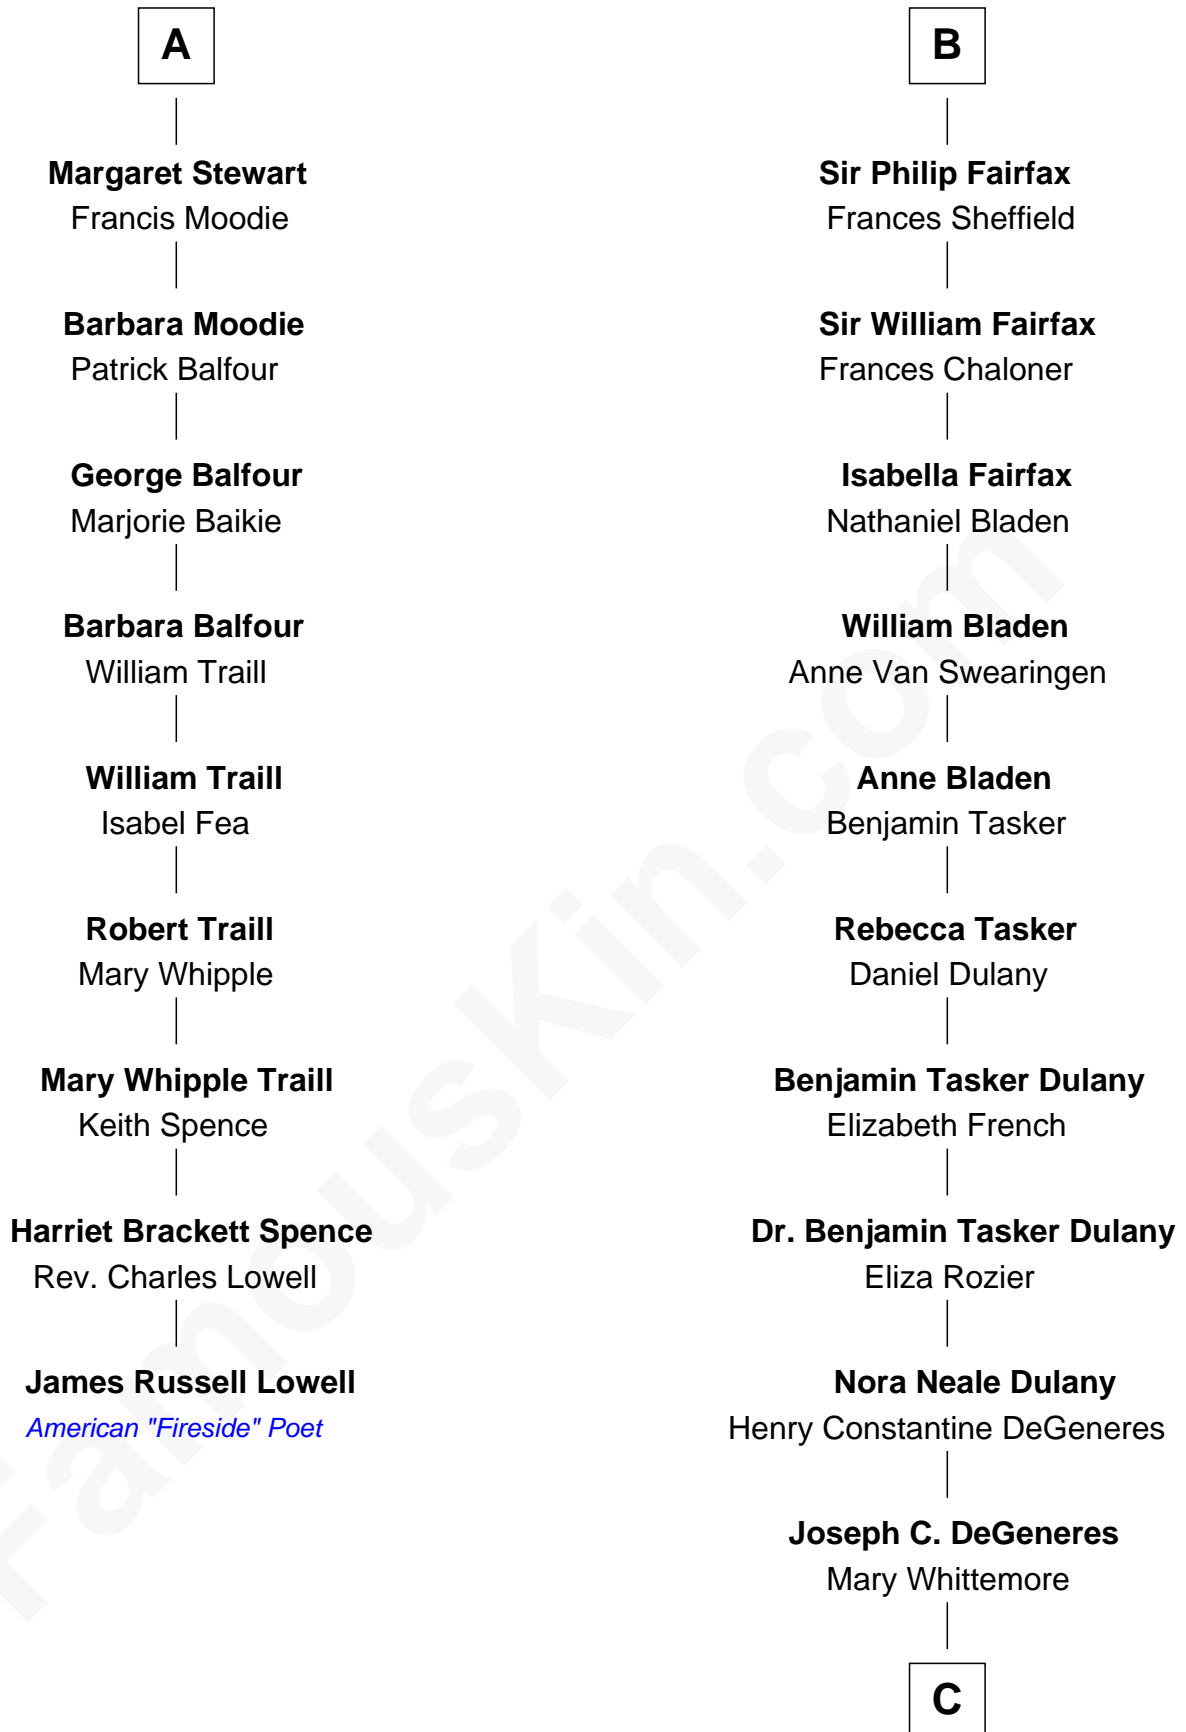 A
Margaret Stewart
Francis Moodie
Barbara Moodie
Patrick Balfour
George Balfour
Marjorie Baikie
Barbara Balfour
William Traill
William Traill
Isabel Fea
Robert Traill
Mary Whipple
Mary Whipple Traill
Keith Spence
Harriet Brackett Spence
Rev. Charles Lowell
James Russell Lowell
American "Fireside" Poet
B
Sir Philip Fairfax
Frances Sheffield
Sir William Fairfax
Frances Chaloner
Isabella Fairfax
Nathaniel Bladen
William Bladen
Anne Van Swearingen
Anne Bladen
Benjamin Tasker
Rebecca Tasker
Daniel Dulany
Benjamin Tasker Dulany
Elizabeth French
Dr. Benjamin Tasker Dulany
Eliza Rozier
Nora Neale Dulany
Henry Constantine DeGeneres
Joseph C. DeGeneres
Mary Whittemore
C
FamousKin.com